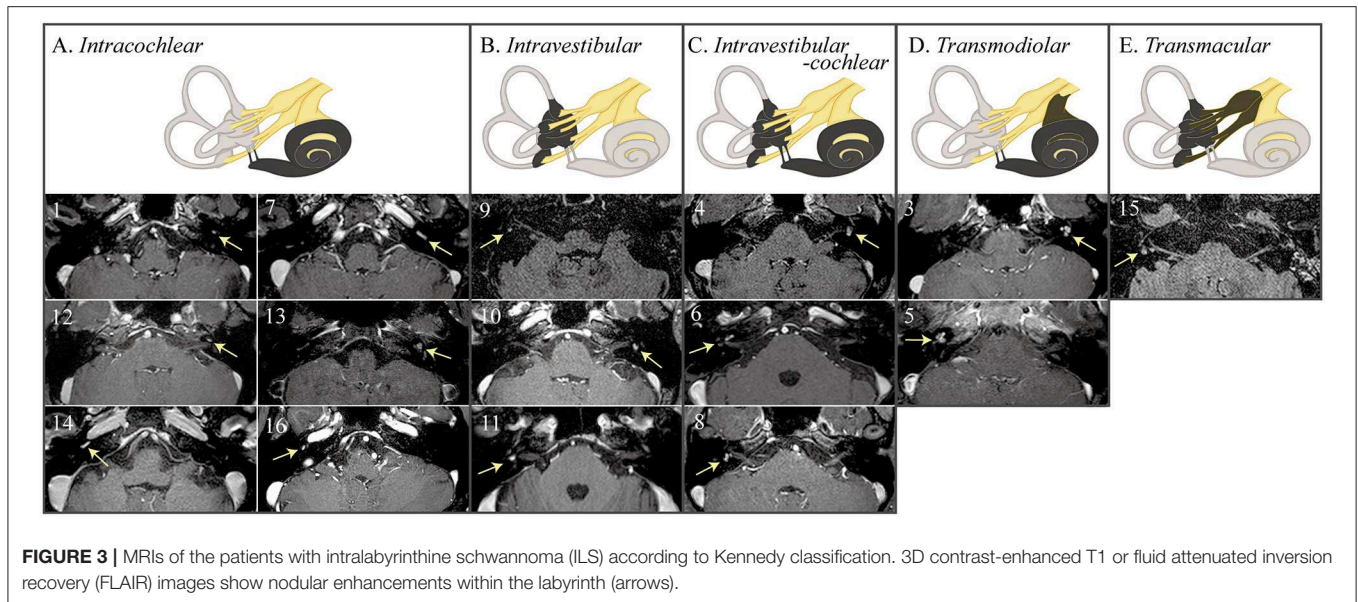 A. Intracochlear
B. Intravestibular
C. Intravestibular
-cochlear
D. Transmodiolar
E. Transmacular
1
7
9
4
3
15
12
13
10
6
5
14
16
11
8
FIGURE 3 | MRIs of the patients with intralabyrinthine schwannoma (ILS) according to Kennedy classification. 3D contrast-enhanced T1 or fluid attenuated inversion
recovery (FLAIR) images show nodular enhancements within the labyrinth (arrows).